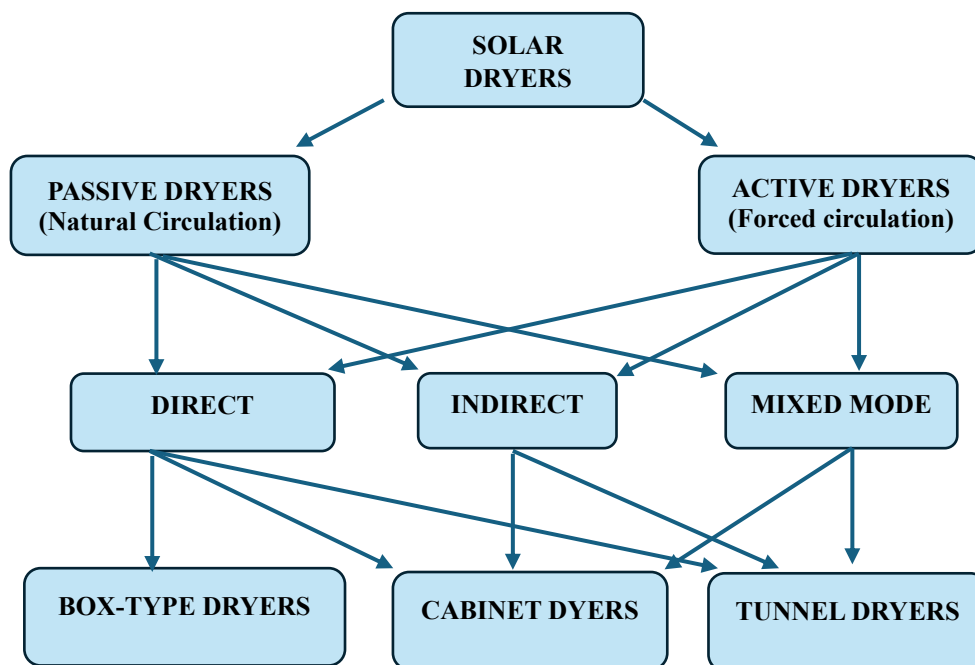 SOLAR
DRYERS
PASSIVE DRYERS
(Natural Circulation)
ACTIVE DRYERS
(Forced circulation)
DIRECT
INDIRECT
MIXED MODE
BOX-TYPE DRYERS
CABINET DYERS
TUNNEL DRYERS